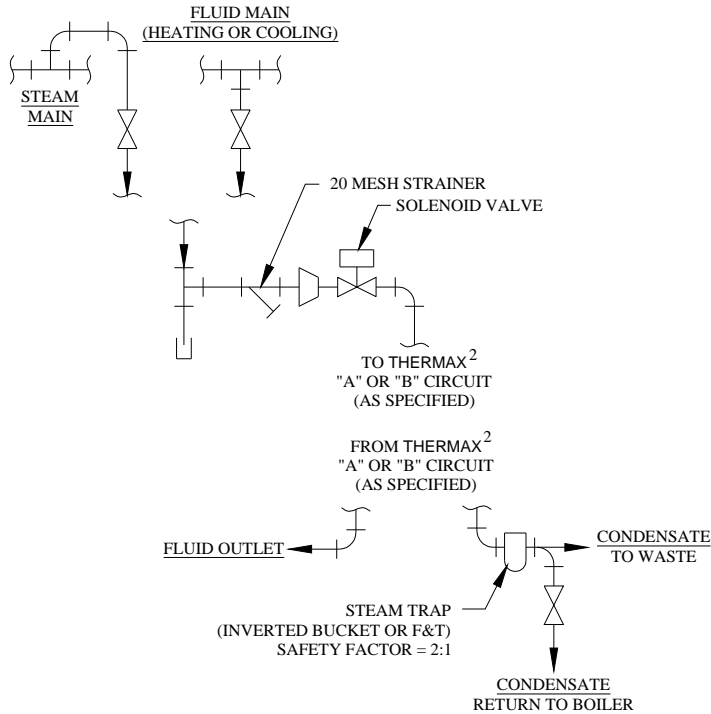 FLUID MAIN
(HEATING OR COOLING)
STEAM
MAIN
20 MESH STRAINER
SOLENOID VALVE
TO THERMAX²
"A" OR "B" CIRCUIT
(AS SPECIFIED)
FROM THERMAX²
"A" OR "B" CIRCUIT
(AS SPECIFIED)
FLUID OUTLET
CONDENSATE
TO WASTE
STEAM TRAP
(INVERTED BUCKET OR F&T)
SAFETY FACTOR = 2:1
CONDENSATE
RETURN TO BOILER